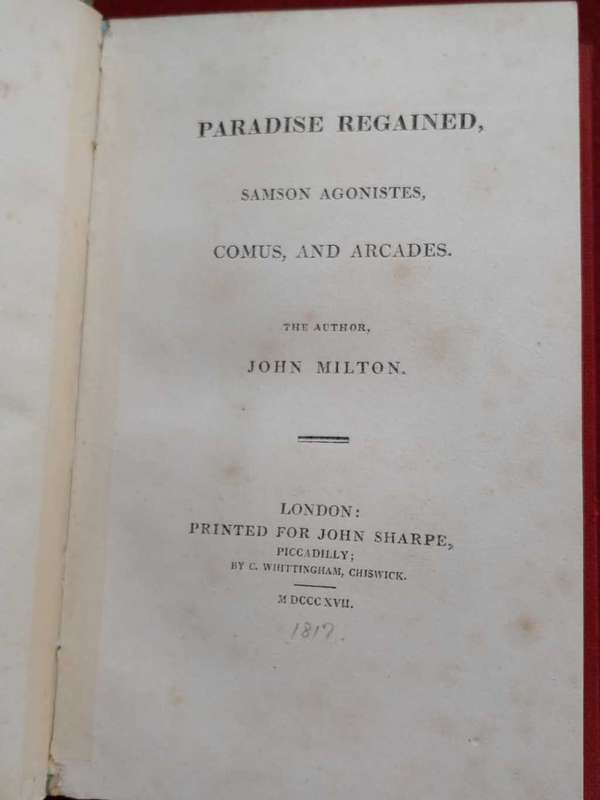 PARADISE REGAINED,
SAMSON AGONISTES,
COMUS, AND ARCADES.
THE AUTHOR,
JOHN MILTON.
LONDON:
PRINTED FOR JOHN SHARPE,
PICCADILLY;
BY C. WHITTINGHAM, CHISWICK.
MDCCCXVII.
1817.